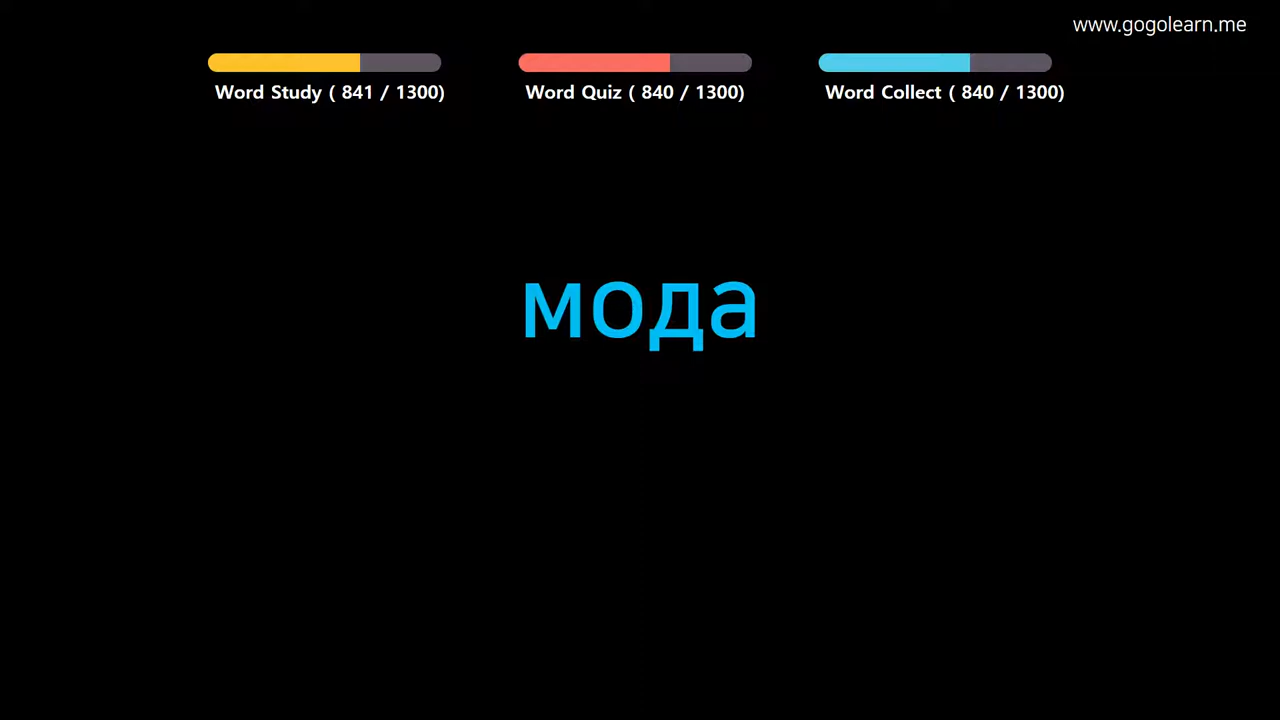 www.gogolearn.me
Word Study ( 841 / 1300)
Word Quiz ( 840 / 1300)
Word Collect ( 840 / 1300)
мода